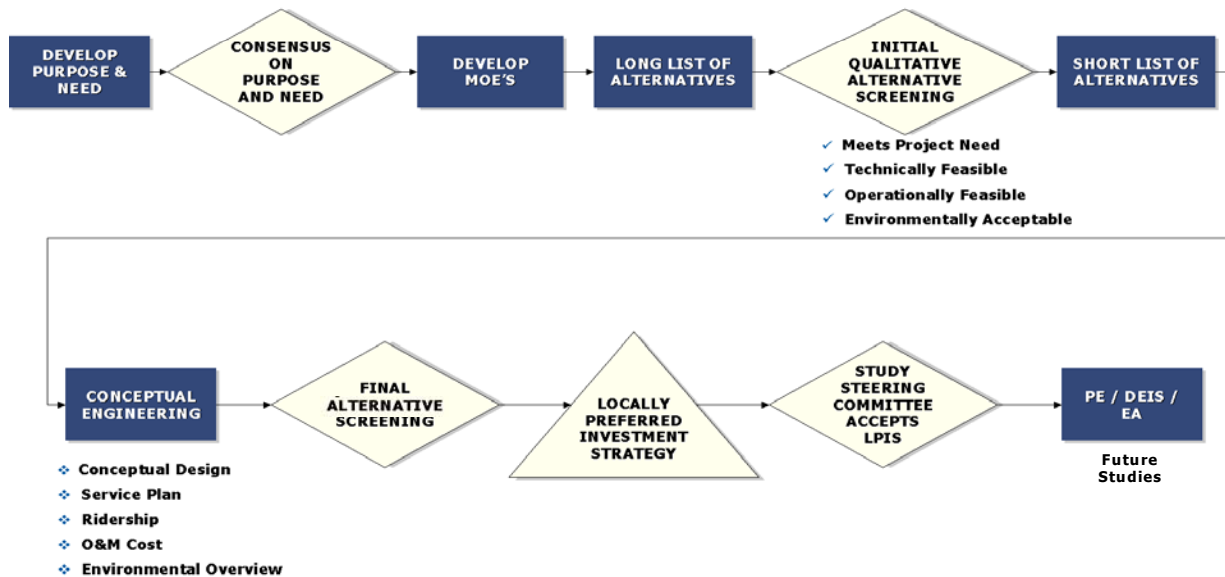 DEVELOP
PURPOSE &
NEED
CONSENSUS
ON
PURPOSE
AND NEED
DEVELOP
MOE'S
LONG LIST OF
ALTERNATIVES
INITIAL
QUALITATIVE
ALTERNATIVE
SCREENING
SHORT LIST OF
ALTERNATIVES
Meets Project Need
Technically Feasible
Operationally Feasible
Environmentally Acceptable
CONCEPTUAL
ENGINEERING
FINAL
ALTERNATIVE
SCREENING
LOCALLY
PREFERRED
INVESTMENT
STRATEGY
STUDY
STEERING
COMMITTEE
ACCEPTS
LPIS
PE / DEIS /
EA
Future
Studies
Conceptual Design
Service Plan
Ridership
O&M Cost
Environmental Overview